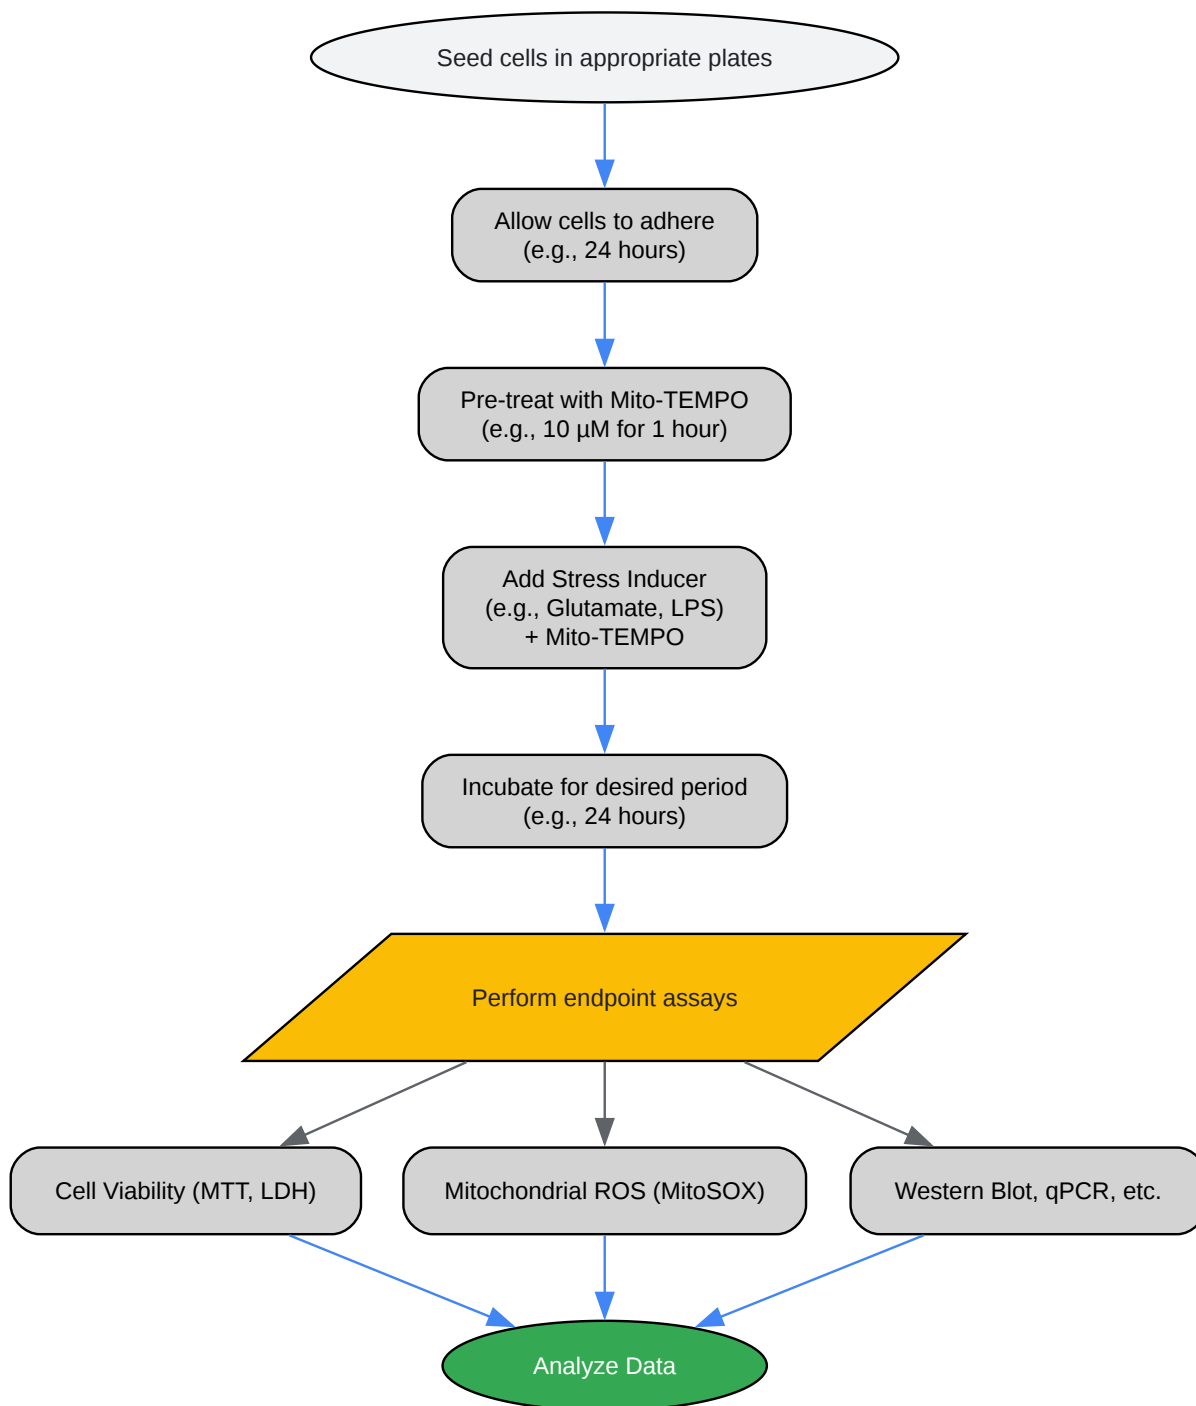 Seed cells in appropriate plates
Allow cells to adhere
(e.g., 24 hours)
Pre-treat with Mito-TEMPO
(e.g., 10 µM for 1 hour)
Add Stress Inducer
(e.g., Glutamate, LPS)
+ Mito-TEMPO
Incubate for desired period
(e.g., 24 hours)
Perform endpoint assays
Cell Viability (MTT, LDH)
Mitochondrial ROS (MitoSOX)
Western Blot, qPCR, etc.
Analyze Data